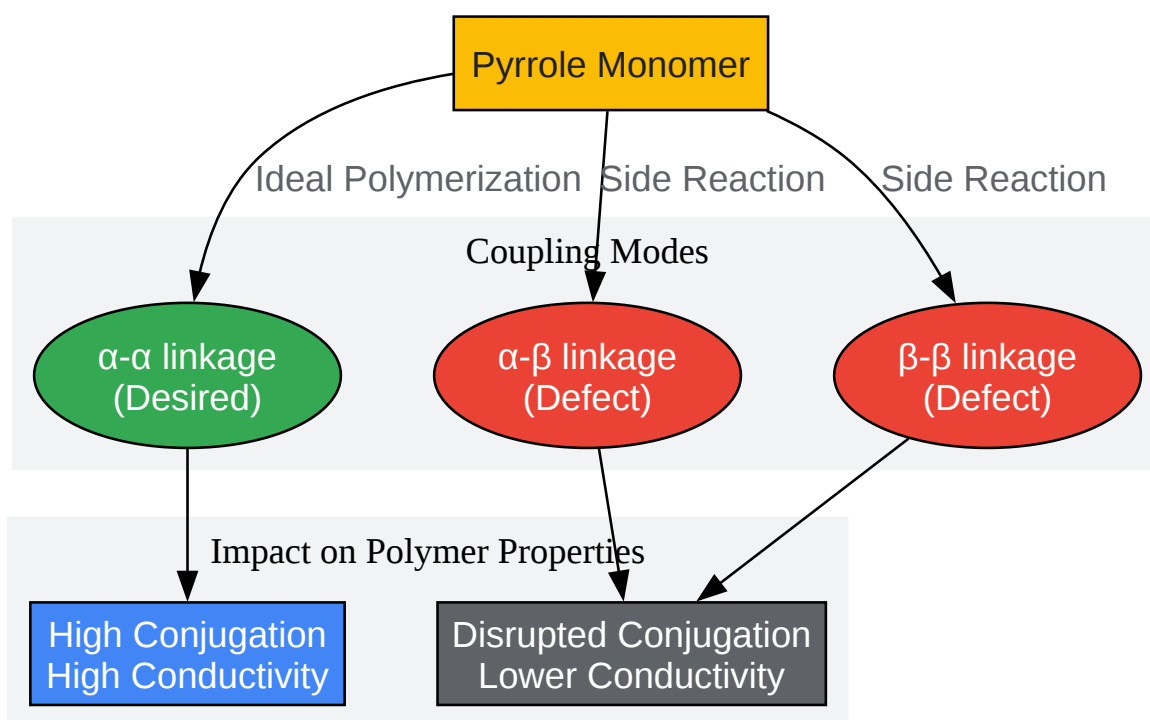 Pyrrole Monomer
Ideal Polymerization
Side Reaction
Side Reaction
Coupling Modes
α-α linkage
(Desired)
α-β linkage
(Defect)
β-β linkage
(Defect)
Impact on Polymer Properties
High Conjugation
High Conductivity
Disrupted Conjugation
Lower Conductivity